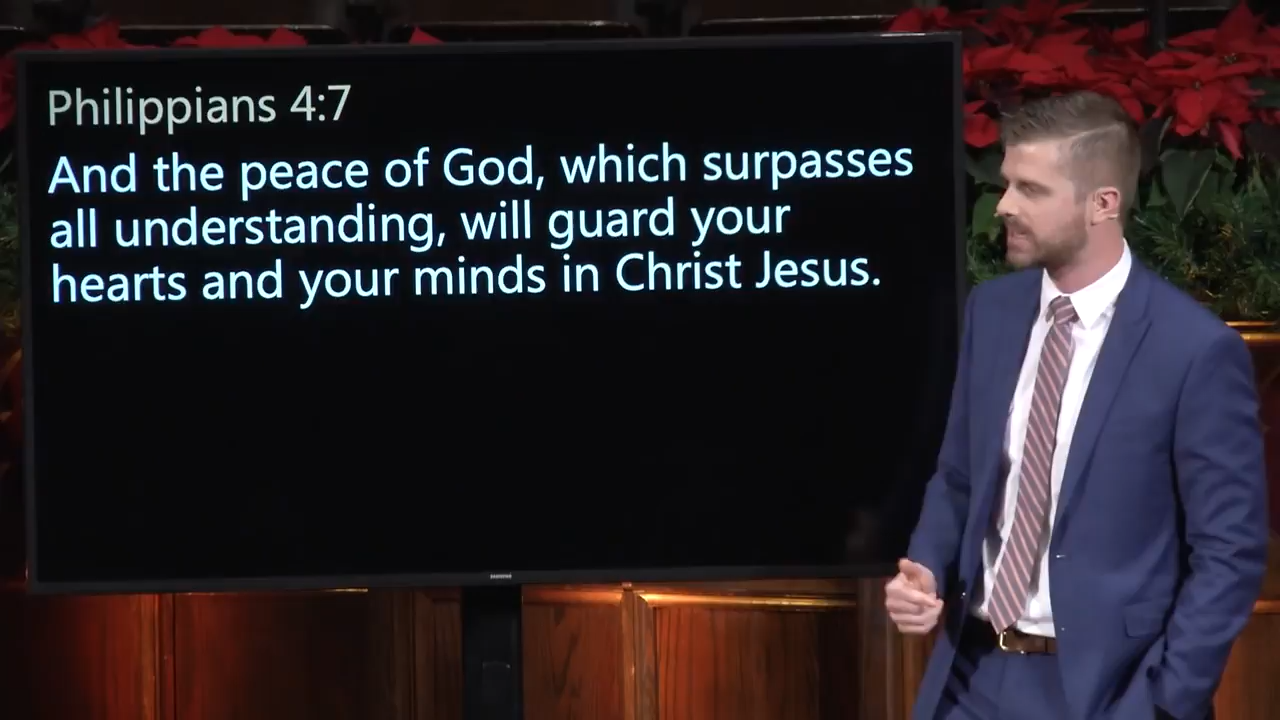 Philippians 4:7
And the peace of God, which surpasses
all understanding, will guard your
hearts and your minds in Christ Jesus.
SAMSUNG